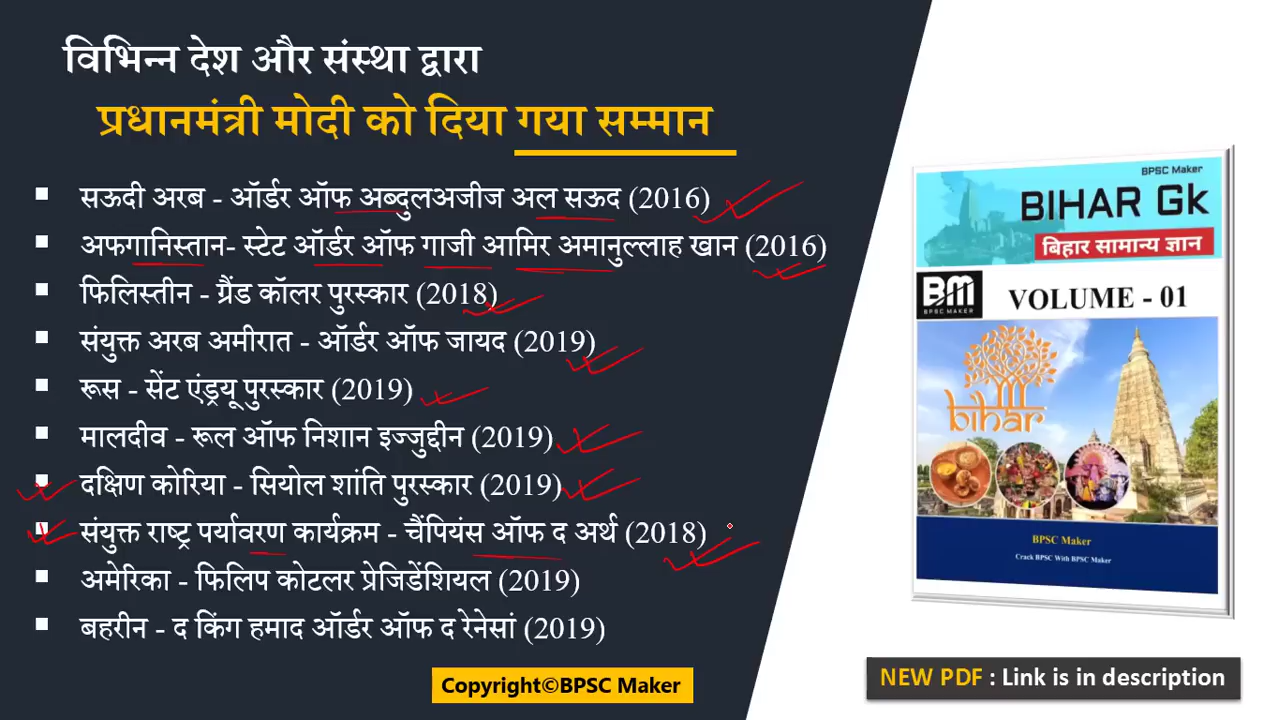 विभिन्न देश और संस्था द्वारा
प्रधानमंत्री मोदी को दिया गया सम्मान
सऊदी अरब - ऑर्डर ऑफ अब्दुलअजीज अल सऊद (2016)
अफगानिस्तान- स्टेट ऑर्डर ऑफ गाजी आमिर अमानुल्लाह खान (2016)
फिलिस्तीन - ग्रैंड कॉलर पुरस्कार (2018)
संयुक्त अरब अमीरात - ऑर्डर ऑफ जायद (2019)
रूस - सेंट एंड्रयू पुरस्कार (2019)
मालदीव - रूल ऑफ निशान इज्जुद्दीन (2019)
दक्षिण कोरिया - सियोल शांति पुरस्कार (2019)
संयुक्त राष्ट्र पर्यावरण कार्यक्रम - चैंपियंस ऑफ द अर्थ (2018)
अमेरिका - फिलिप कोटलर प्रेजिडेंशियल (2019)
बहरीन - द किंग हमाद ऑर्डर ऑफ द रेनेसां (2019)
Copyright©BPSC Maker
BPSC Maker
BIHAR Gk
बिहार सामान्य ज्ञान
BM
BPSC MAKER
VOLUME - 01
bihar
BPSC Maker
Crack BPSC With BPSC Maker
NEW PDF : Link is in description